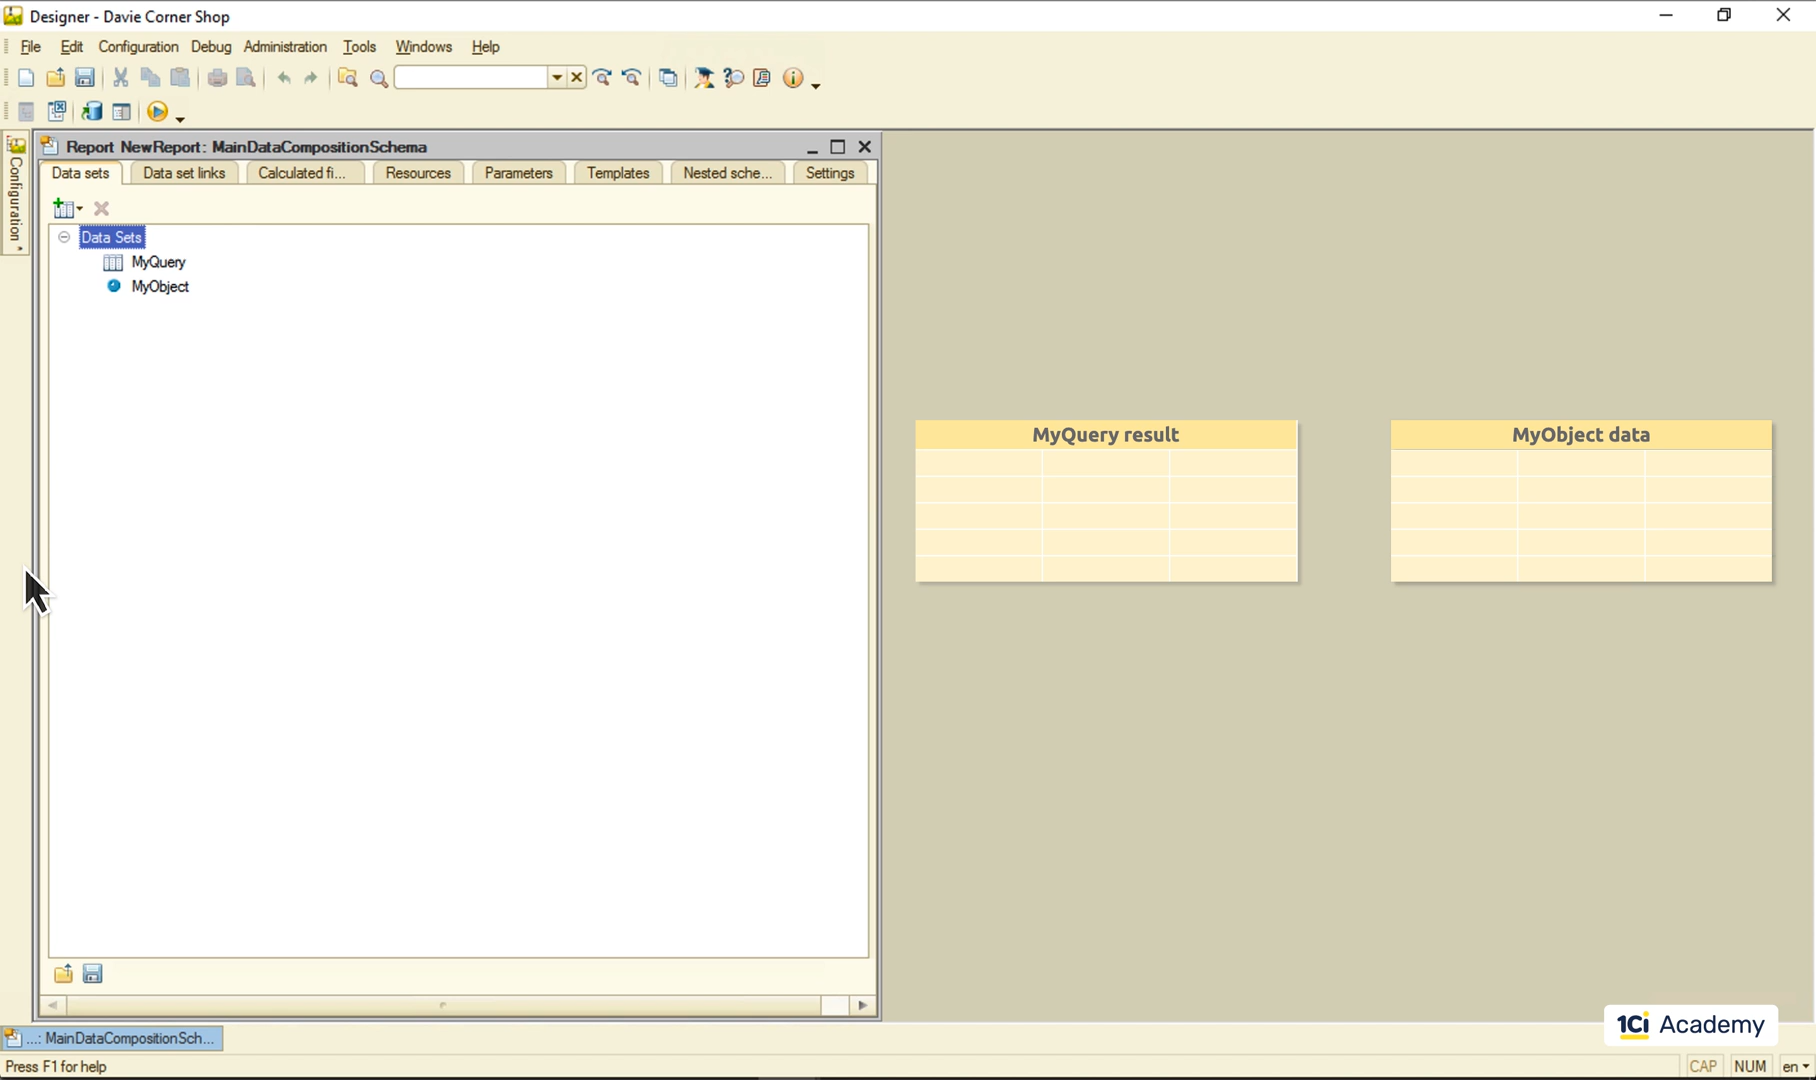 Designer - Davie Corner Shop
File Edit Configuration Debug Administration Tools Windows Help
Configuration
Report NewReport: MainDataCompositionSchema
Data sets Data set links Calculated fi... Resources Parameters Templates Nested sche... Settings
Data Sets
MyQuery
MyObject
MyQuery result
MyObject data
1Ci Academy
...: MainDataCompositionSch...
Press F1 for help
CAP NUM en